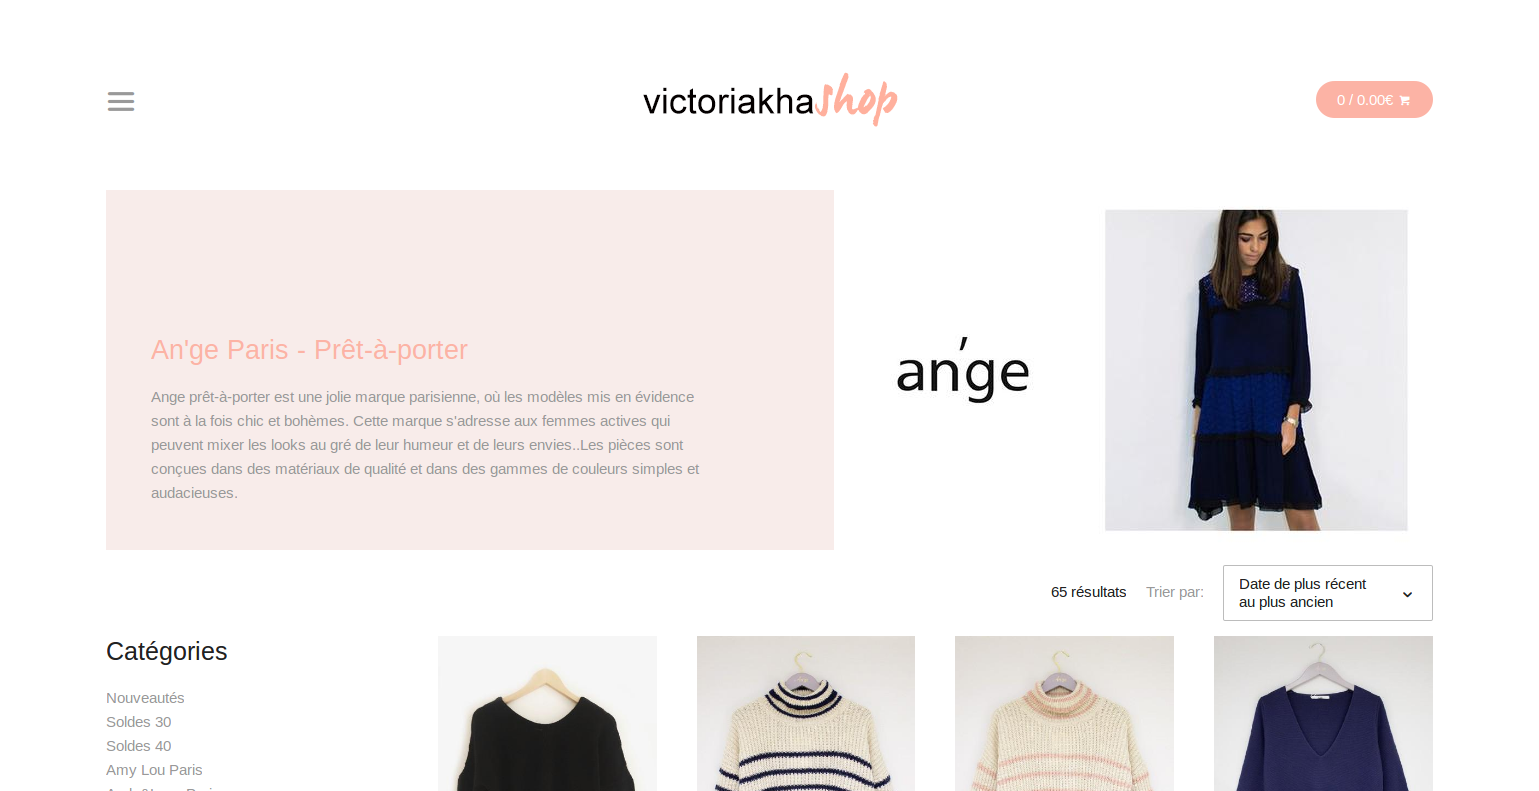 victoriakha shop
0 / 0.00€
An'ge Paris - Prêt-à-porter
Ange prêt-à-porter est une jolie marque parisienne, où les modèles mis en évidence
sont à la fois chic et bohèmes. Cette marque s'adresse aux femmes actives qui
peuvent mixer les looks au gré de leur humeur et de leurs envies..Les pièces sont
conçues dans des matériaux de qualité et dans des gammes de couleurs simples et
audacieuses.
an'ge
65 résultats
Trier par:
Date de plus récent
au plus ancien
Catégories
Nouveautés
Soldes 30
Soldes 40
Amy Lou Paris